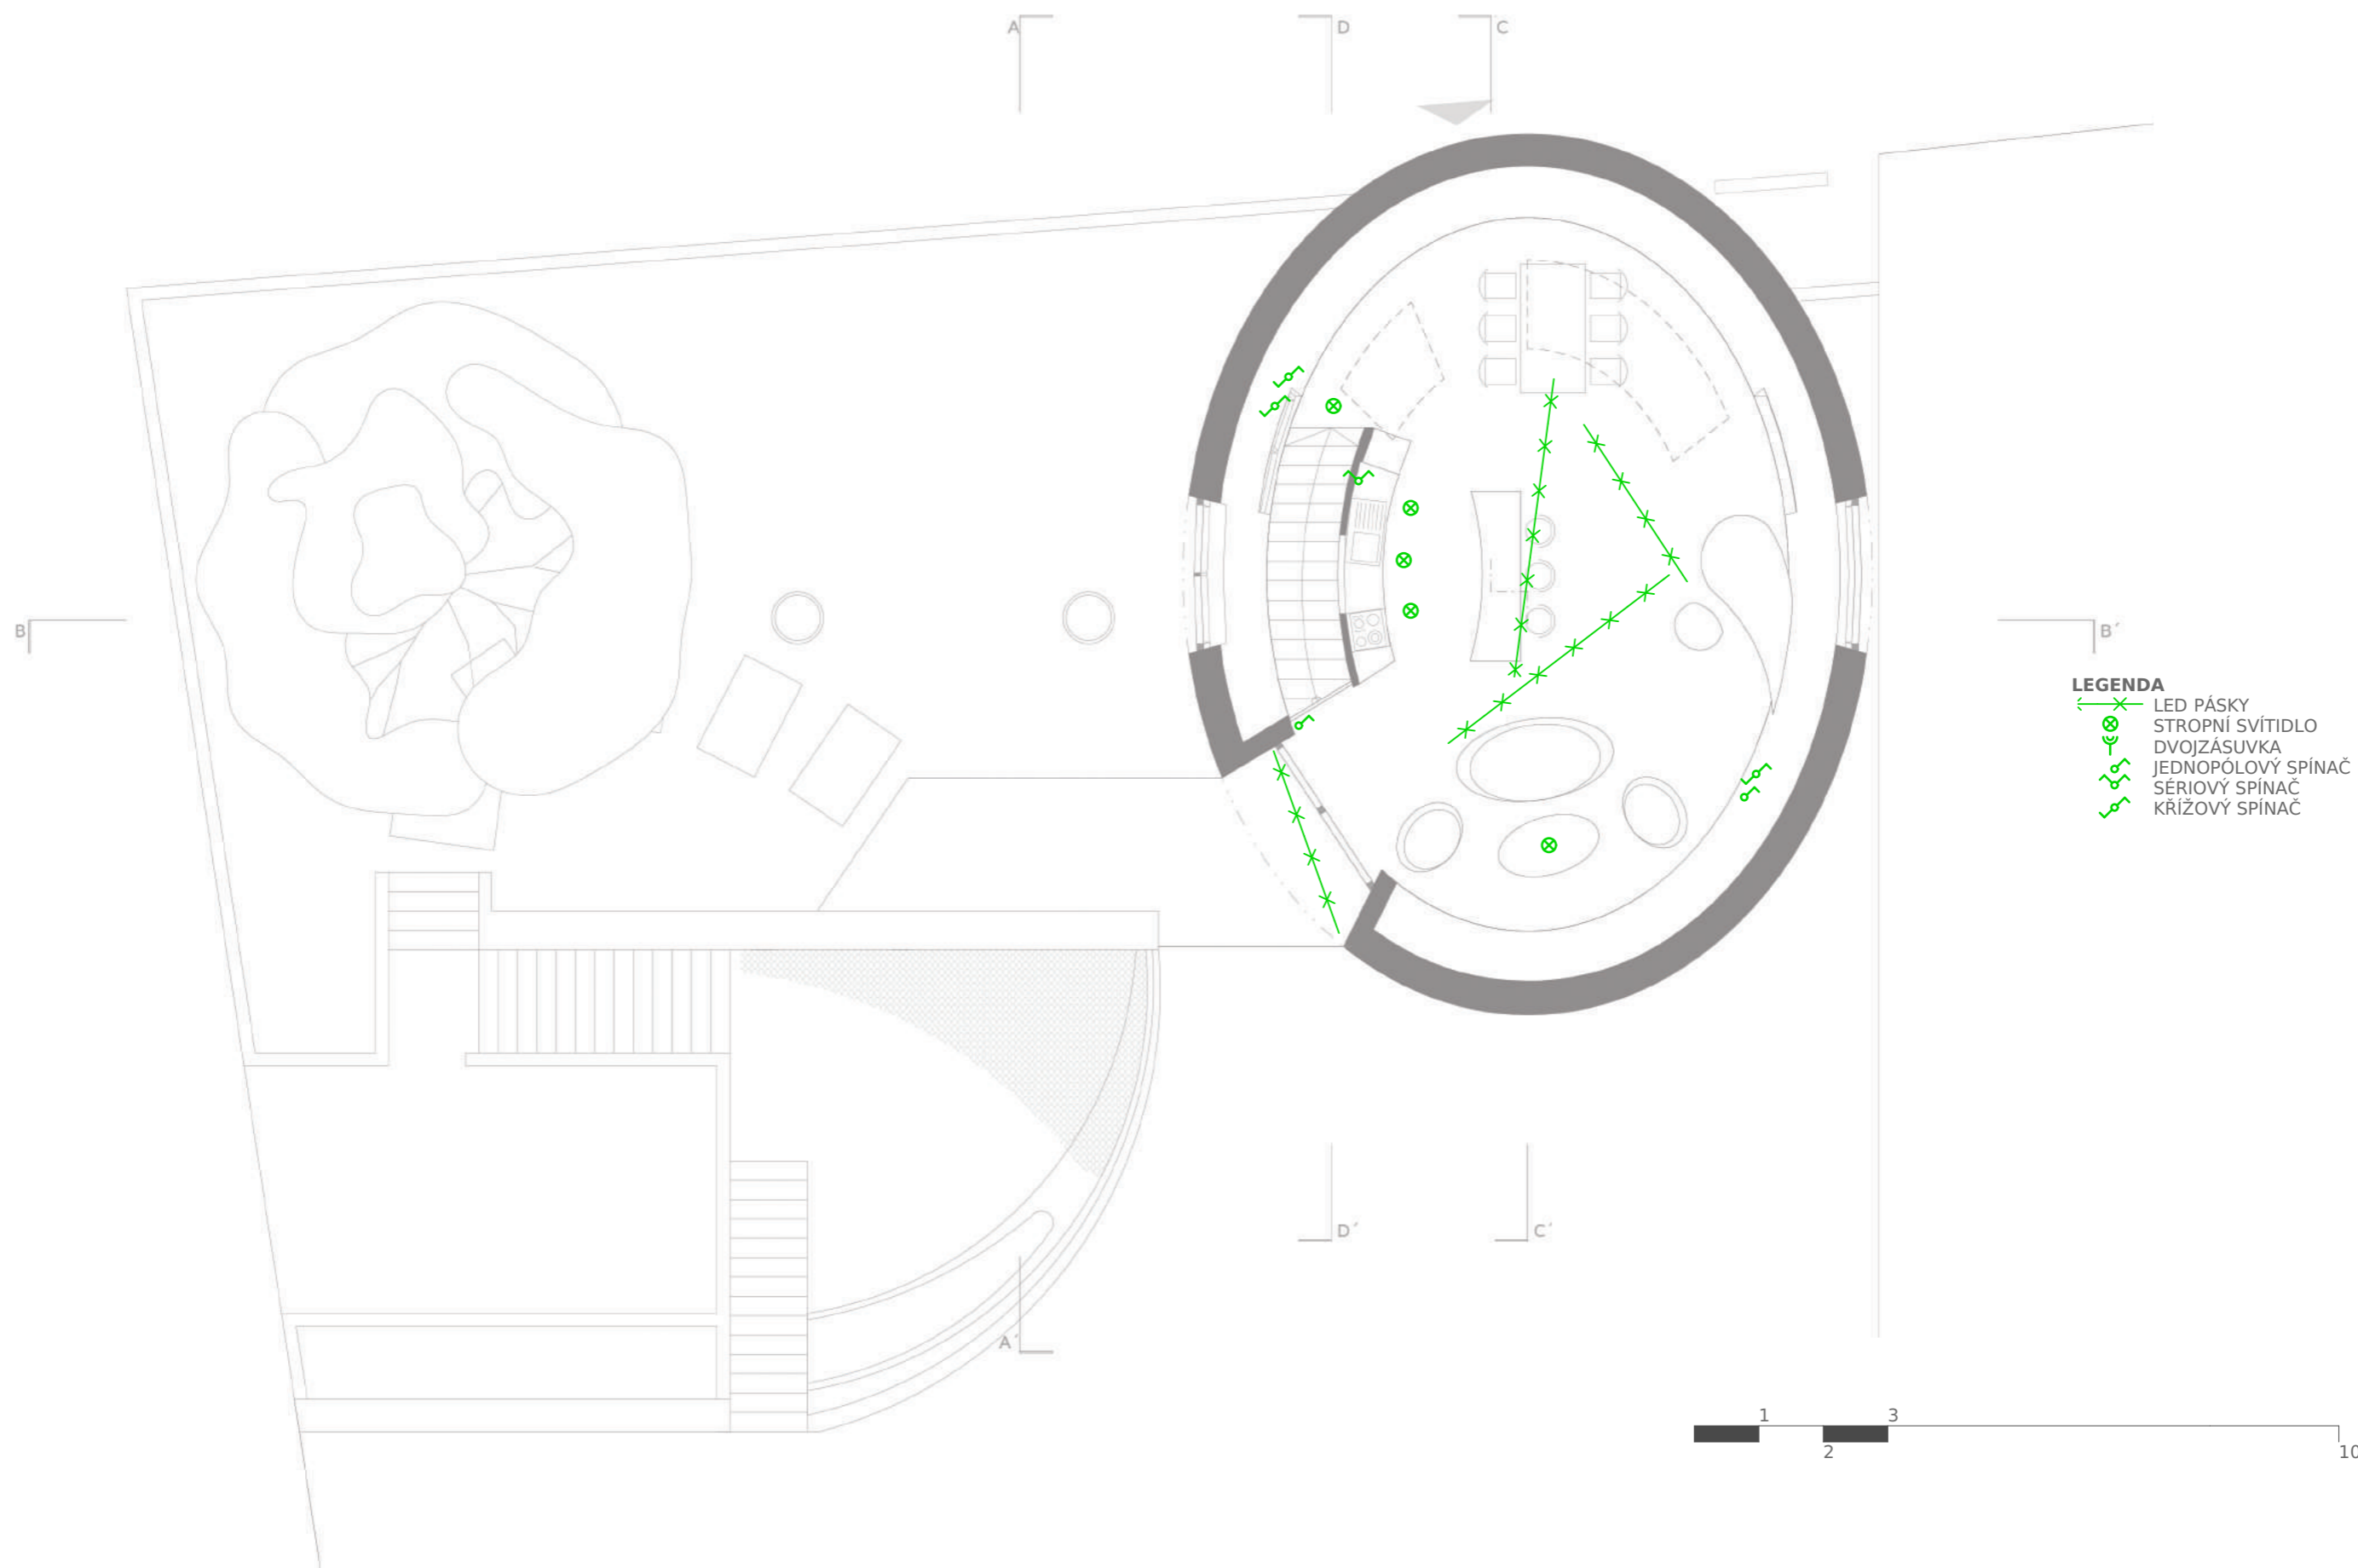 A
D
C
B
B´
LEGENDA
LED PÁSKY
STROPNÍ SVÍTIDLO
DVOJZÁSUVKA
JEDNOPÓLOVÝ SPÍNAČ
SÉRIOVÝ SPÍNAČ
KŘÍŽOVÝ SPÍNAČ
D´
C´
A´
1
3
2
10